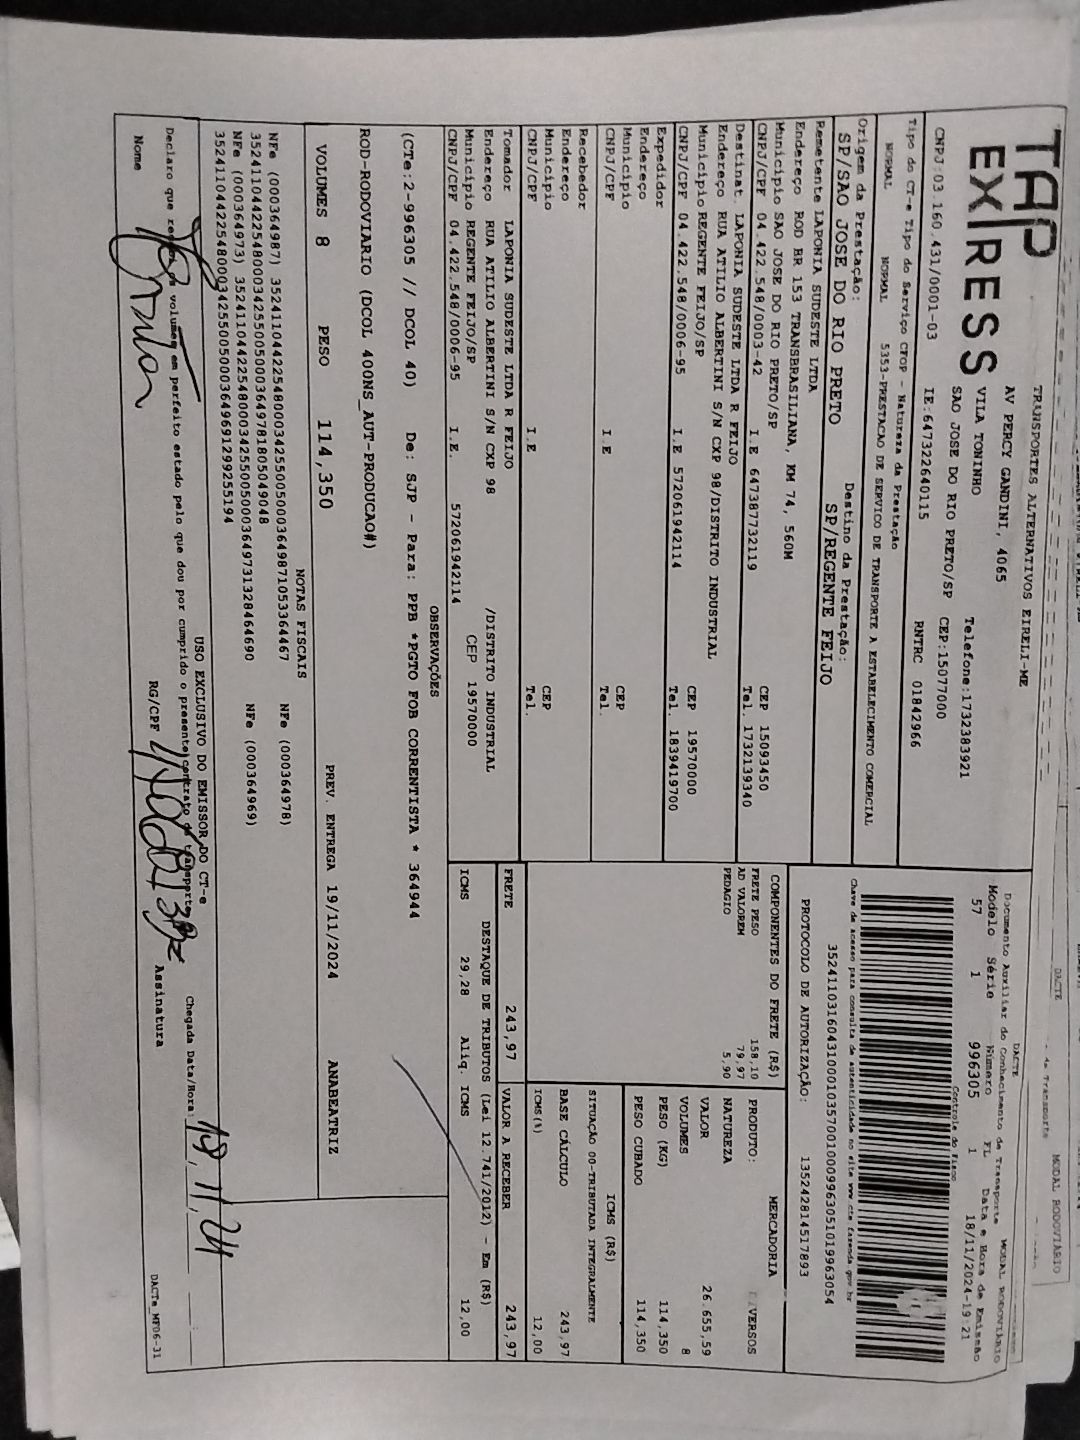 TAP EXPRESS
TRANSPORTES ALTERNATIVOS EIRELI-ME
AV PERCY GANDINI, 4065
VILA TONINHO Telefone:1732383921
SAO JOSE DO RIO PRETO/SP CEP:15077000
CNPJ:03.160.431/0001-03 IE:647322640115 RNTRC 01842966
Tipo do CT-e Tipo do Serviço CFOP - Natureza da Prestação
NORMAL NORMAL 5353-PRESTACAO DE SERVICO DE TRANSPORTE A ESTABELECIMENTO COMERCIAL
Origem da Prestação: Destino da Prestação:
SP/SAO JOSE DO RIO PRETO SP/REGENTE FEIJO
DACTE
Documento Auxiliar do Conhecimento de Transporte MODAL RODOVIÁRIO
Modelo Série Número FL Data e Hora de Emissão
57 1 996305 1 18/11/2024-19:21
Controle do Fisco
Chave de acesso para consulta de autenticidade no site www.cte.fazenda.gov.br
35241103160431000103570010009963051019963054
PROTOCOLO DE AUTORIZAÇÃO: 135242814517893
Remetente LAPONIA SUDESTE LTDA
Endereço ROD BR 153 TRANSBRASILIANA, KM 74, 560M
Município SAO JOSE DO RIO PRETO/SP CEP 15093450
CNPJ/CPF 04.422.548/0003-42 I.E 647387732119 Tel. 1732139340
Destinat. LAPONIA SUDESTE LTDA R FEIJO
Endereço RUA ATILIO ALBERTINI S/N CXP 98/DISTRITO INDUSTRIAL
Município REGENTE FEIJO/SP CEP 19570000
CNPJ/CPF 04.422.548/0006-95 I.E 572061942114 Tel. 1839419700
Expedidor
Endereço
Município CEP
CNPJ/CPF I.E Tel.
Recebedor
Endereço
Município CEP
CNPJ/CPF I.E Tel.
Tomador LAPONIA SUDESTE LTDA R FEIJO
Endereço RUA ATILIO ALBERTINI S/N CXP 98 /DISTRITO INDUSTRIAL
Município REGENTE FEIJO/SP CEP 19570000
CNPJ/CPF 04.422.548/0006-95 I.E. 572061942114
COMPONENTES DO FRETE (R$)
FRETE PESO 158,10
AD VALOREM 79,97
PEDAGIO 5,90
MERCADORIA
PRODUTO: VERSOS
NATUREZA
VALOR 26.655,59
VOLUMES 8
PESO (KG) 114,350
PESO CUBADO 114,350
ICMS (R$)
SITUAÇÃO 00-TRIBUTADA INTEGRALMENTE
BASE CÁLCULO 243,97
ICMS (%) 12,00
FRETE 243,97 VALOR A RECEBER 243,97
DESTAQUE DE TRIBUTOS (Lei 12.741/2012) - Em (R$)
ICMS 29,28 Aliq. ICMS 12,00
OBSERVAÇÕES
(CTe:2-996305 // DCOL 40) De: SJP - Para: PPB *PGTO FOB CORRENTISTA * 364944
ROD-RODOVIARIO (DCOL 400NS_AUT-PRODUCAO#)
VOLUMES 8 PESO 114,350 PREV. ENTREGA 19/11/2024 ANABEATRIZ
NOTAS FISCAIS
NFe (000364987) 35241104422548000342550050003649871053364467 NFe (000364978)
35241104422548000342550050003649781805049048
NFe (000364973) 35241104422548000342550050003649731328464690 NFe (000364969)
35241104422548000342550050003649691299255194
USO EXCLUSIVO DO EMISSOR DO CT-e
Declaro que volumes em perfeito estado pelo que dou por cumprido o presente contrato de transporte Chegada Data/Hora: 19/11/24
Nome RG/CPF Assinatura
DACTe_MF06-31